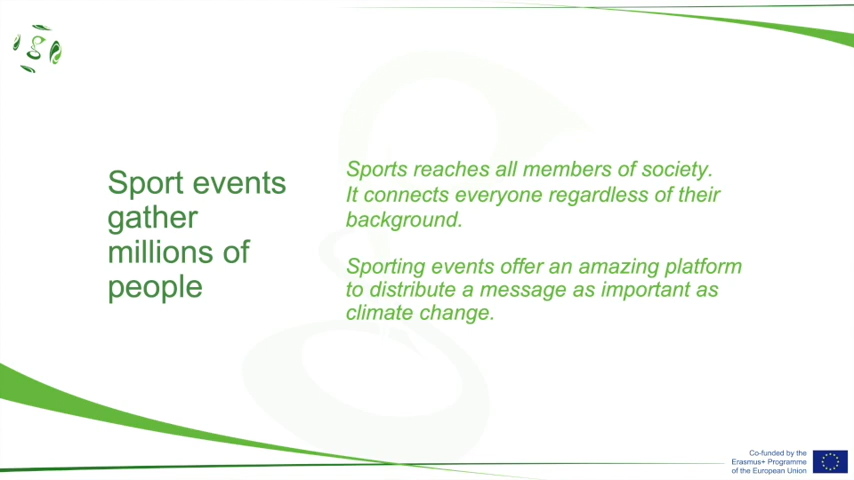 Sport events
gather
millions of
people
Sports reaches all members of society.
It connects everyone regardless of their
background.
Sporting events offer an amazing platform
to distribute a message as important as
climate change.
Co-funded by the
Erasmus+ Programme
of the European Union